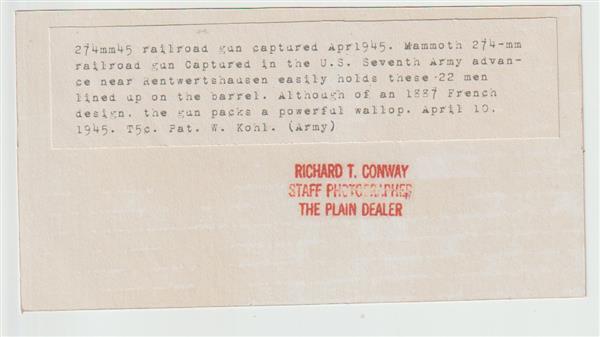 274mm45 railroad gun captured Apr1945. Mammoth 274-mm
railroad gun Captured in the U.S. Seventh Army advan-
ce near Rentwertshausen easily holds these 22 men
lined up on the barrel. Although of an 1887 French
design, the gun packs a powerful wallop. April 10,
1945. T5c. Pat. W. Kohl. (Army)
RICHARD T. CONWAY
STAFF PHOTOGRAPHER
THE PLAIN DEALER